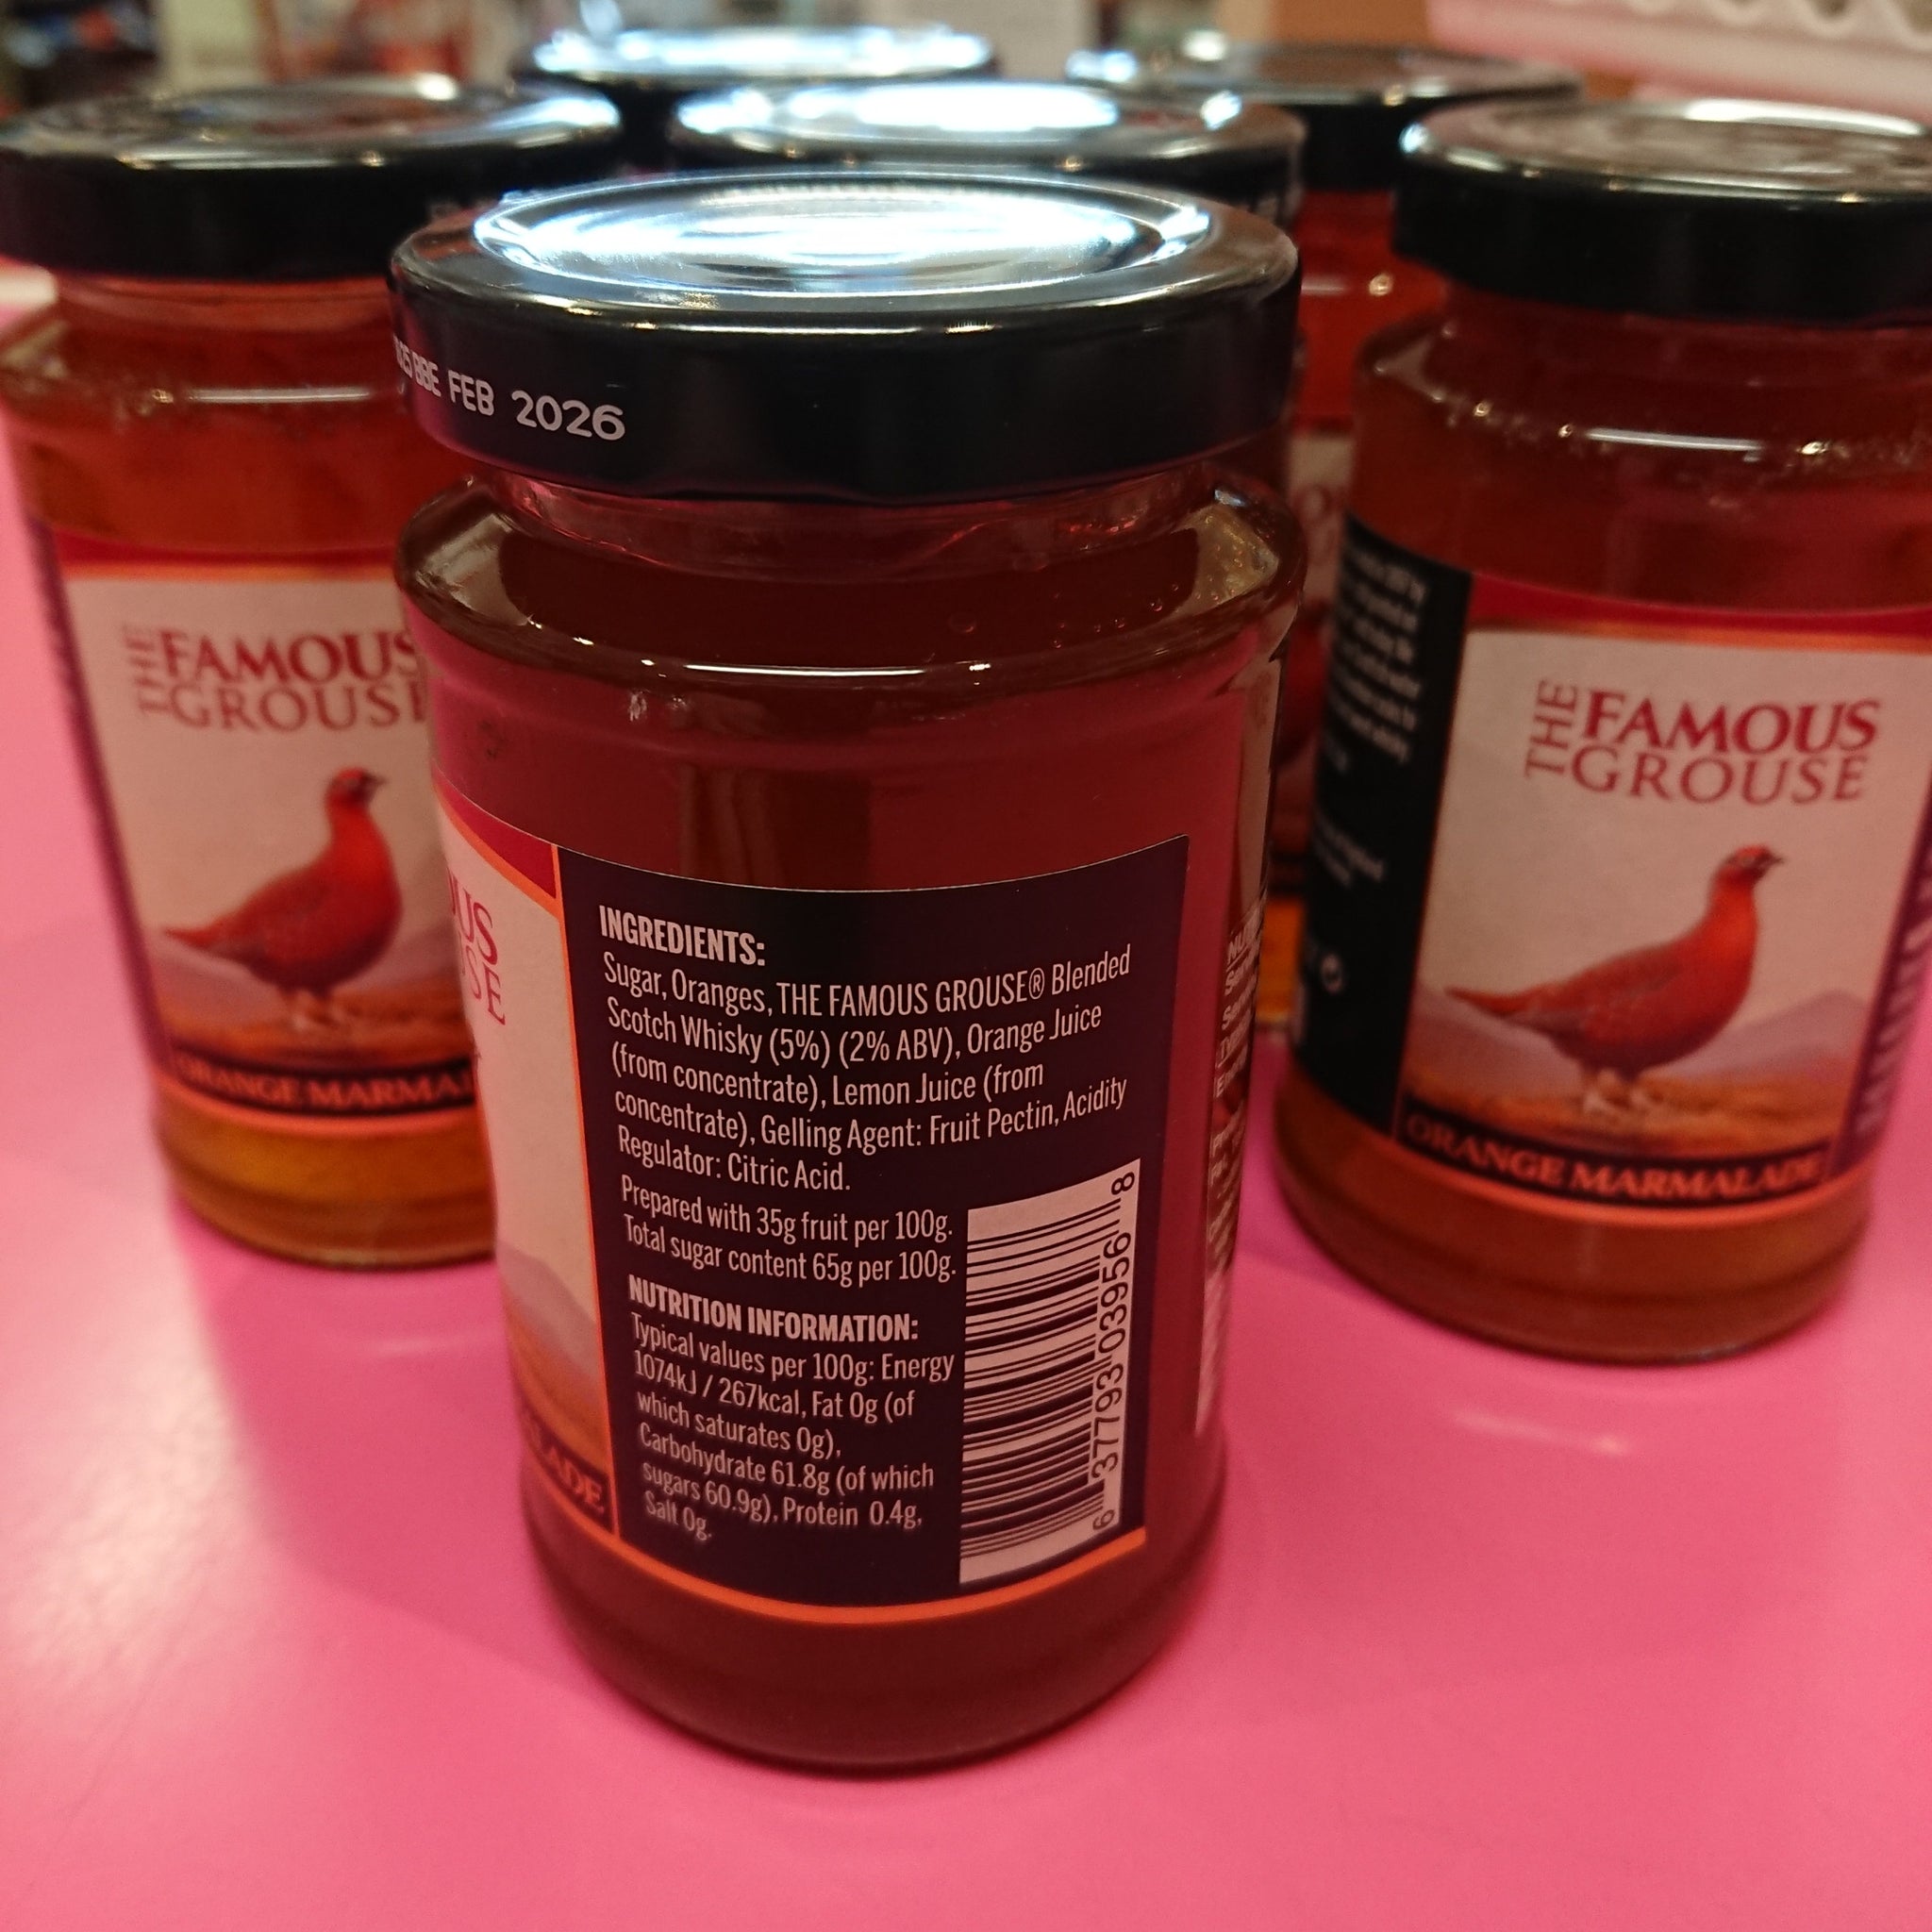 BBE FEB 2026
THE FAMOUS
GROUSE
ORANGE
INGREDIENTS:
Sugar, Oranges, THE FAMOUS GROUSE® Blended
Scotch Whisky (5%) (2% ABV), Orange Juice
(from concentrate), Lemon Juice (from
concentrate), Gelling Agent: Fruit Pectin, Acidity
Regulator: Citric Acid.
Prepared with 35g fruit per 100g.
Total sugar content 65g per 100g.
NUTRITION INFORMATION:
Typical values per 100g: Energy
1074kJ / 267kcal, Fat 0g (of
which saturates 0g),
Carbohydrate 61.8g (of which
sugars 60.9g), Protein 0.4g,
Salt 0g.
6 37793 03956 8
THE FAMOUS
GROUSE
ORANGE MARMALADE